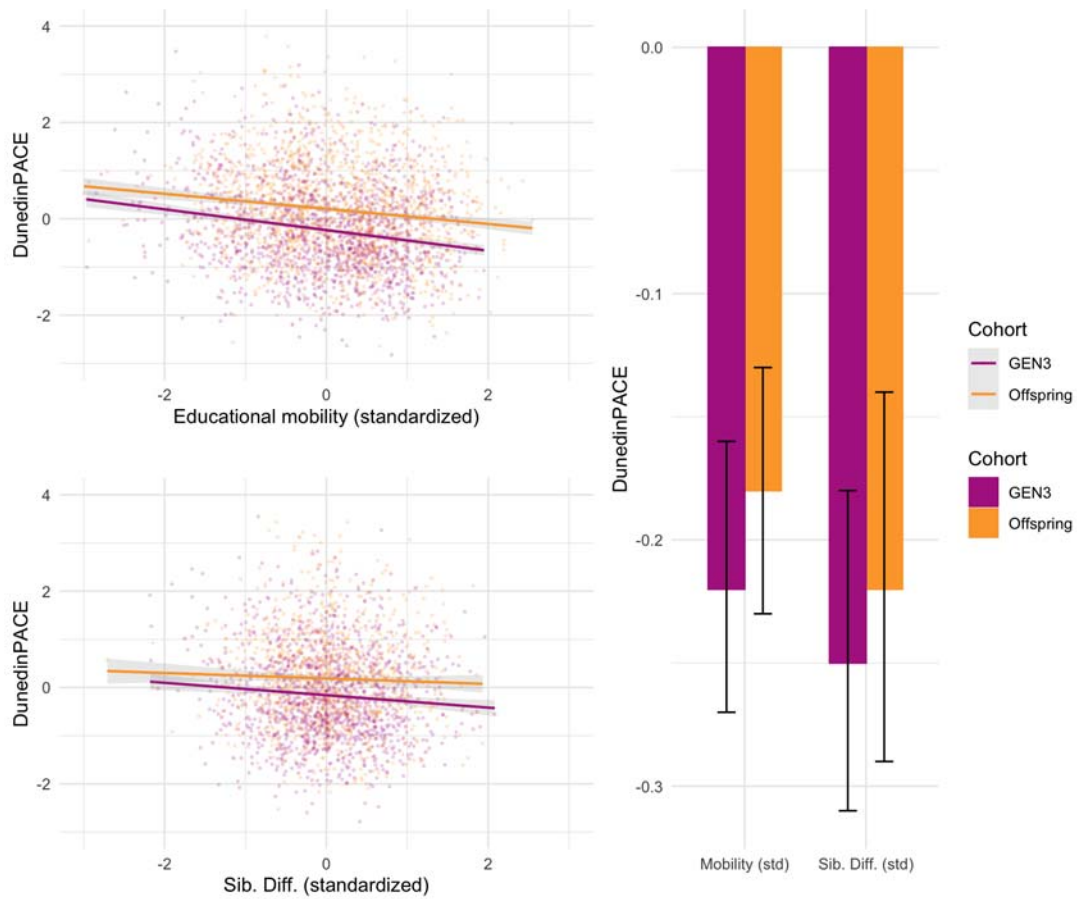 4
2
0
-2
DunedinPACE
-2
0
2
Educational mobility (standardized)
4
2
0
-2
DunedinPACE
-2
0
2
Sib. Diff. (standardized)
0.0
-0.1
-0.2
-0.3
DunedinPACE
Mobility (std)
Sib. Diff. (std)
Cohort
GEN3
Offspring
Cohort
GEN3
Offspring